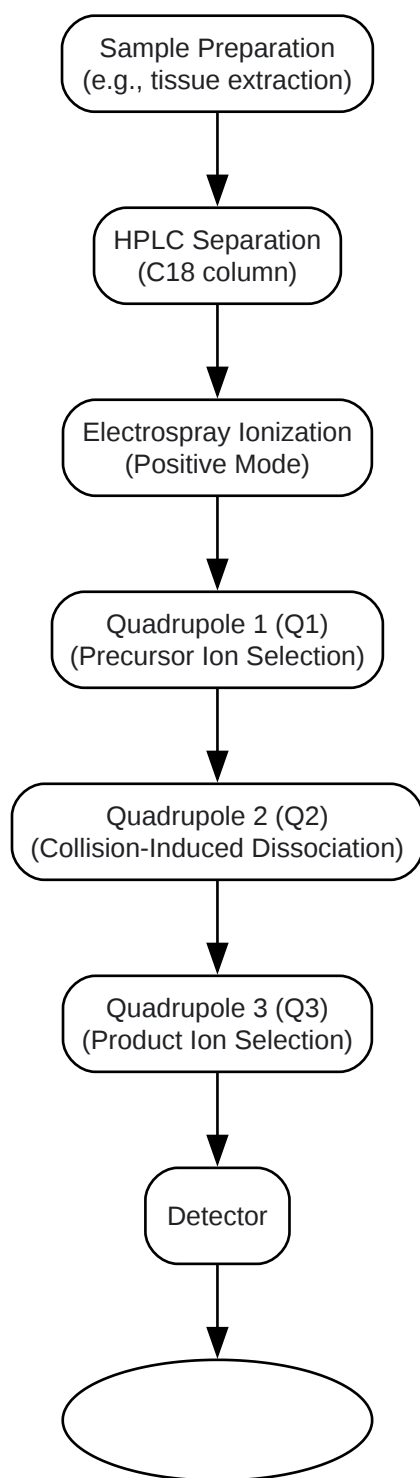 Sample Preparation
(e.g., tissue extraction)
HPLC Separation
(C18 column)
Electrospray Ionization
(Positive Mode)
Quadrupole 1 (Q1)
(Precursor Ion Selection)
Quadrupole 2 (Q2)
(Collision-Induced Dissociation)
Quadrupole 3 (Q3)
(Product Ion Selection)
Detector